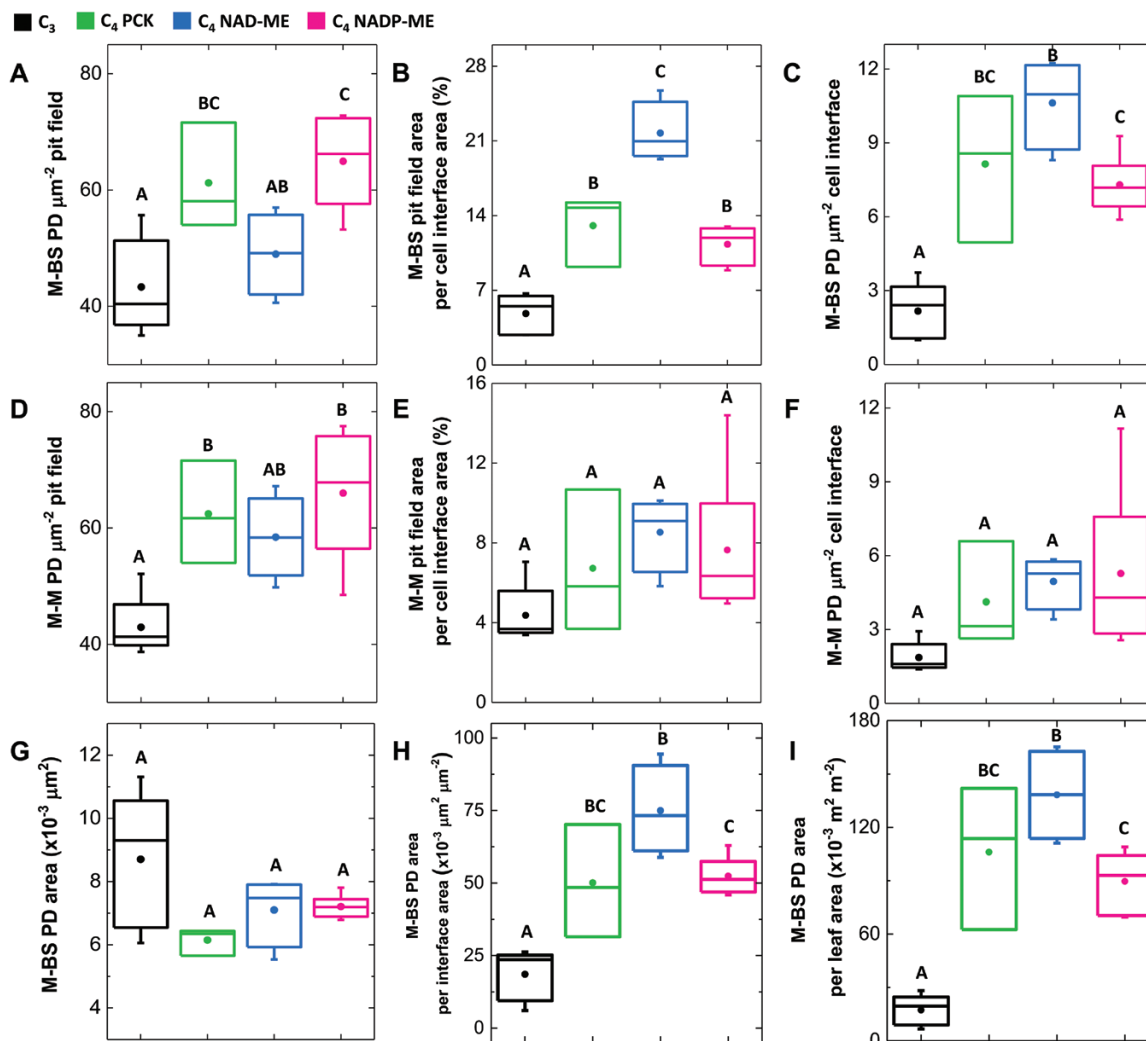 C3 C4 PCK C4 NAD-ME C4 NADP-ME
A
M-BS PD μm-2 pit field
80
60
40
A
BC
AB
C
B
M-BS pit field area
per cell interface area (%)
28
21
14
7
0
A
B
C
B
C
M-BS PD μm-2 cell interface
12
9
6
3
0
A
BC
B
C
D
M-M PD μm-2 pit field
80
60
40
A
B
AB
B
E
M-M pit field area
per cell interface area (%)
16
12
8
4
0
A
A
A
A
F
M-M PD μm-2 cell interface
12
9
6
3
0
A
A
A
A
G
M-BS PD area (x10-3 μm2)
12
10
8
6
4
A
A
A
A
H
M-BS PD area
per interface area (x10-3 μm2 μm-2)
100
75
50
25
0
A
BC
B
C
I
M-BS PD area
per leaf area (x10-3 m2 m-2)
180
120
60
0
A
BC
B
C